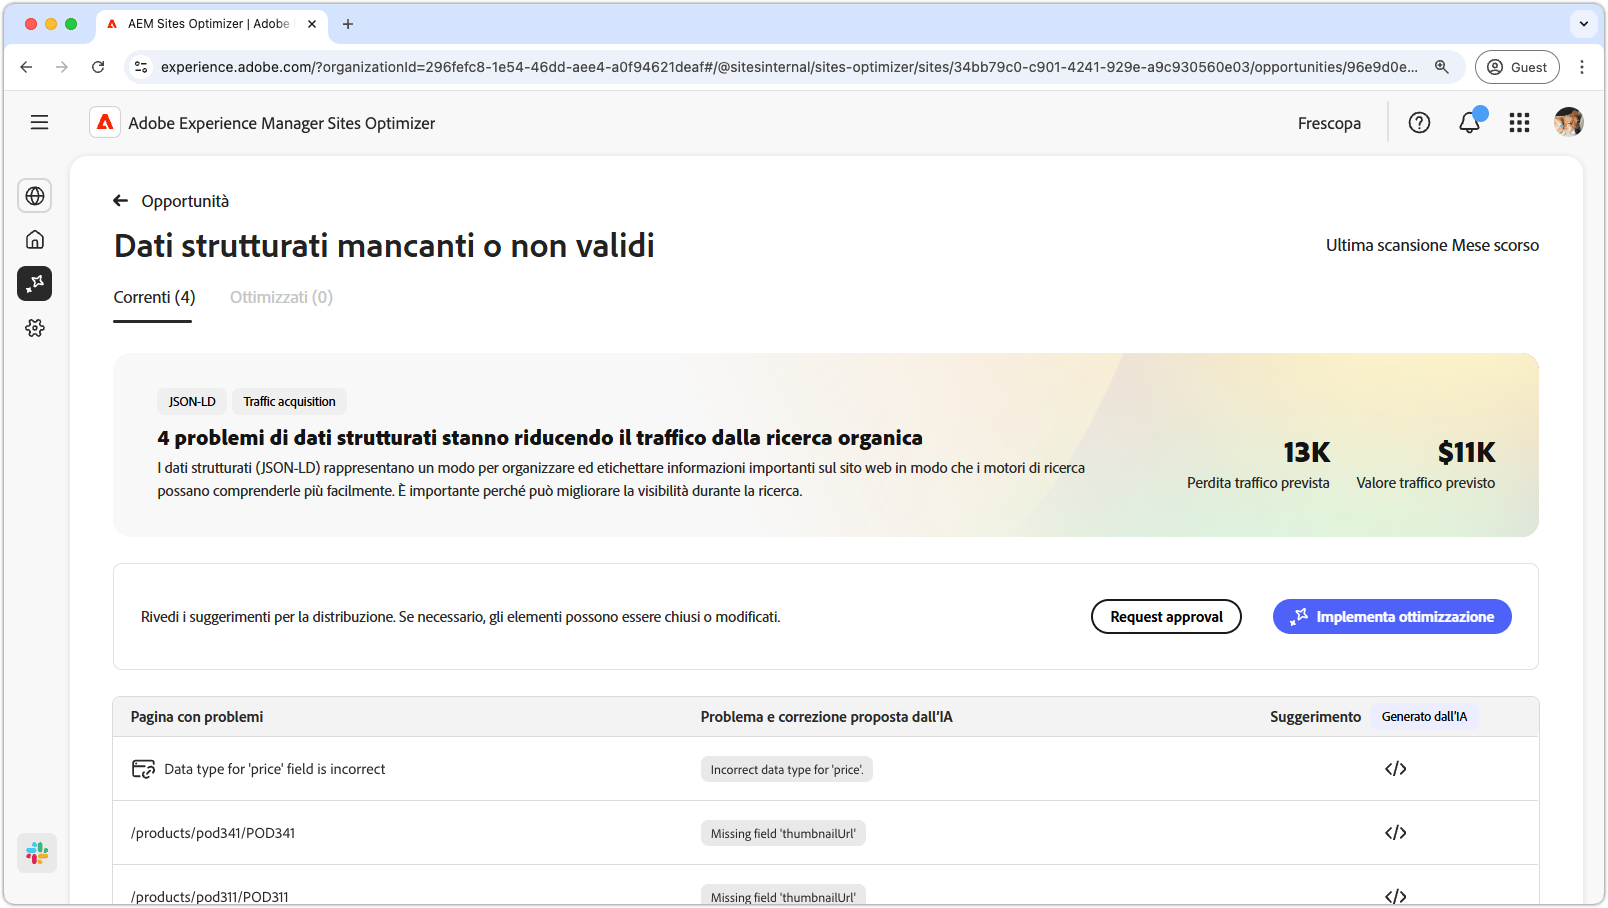 AEM Sites Optimizer | Adobe
experience.adobe.com/?organizationId=296fefc8-1e54-46dd-aee4-a0f94621deaf#/@sitesinternal/sites-optimizer/sites/34bb79c0-c901-4241-929e-a9c930560e03/opportunities/96e9d0e...
Guest
Adobe Experience Manager Sites Optimizer
Frescopa
Opportunità
Dati strutturati mancanti o non validi
Ultima scansione Mese scorso
Correnti (4)
Ottimizzati (0)
JSON-LD
Traffic acquisition
4 problemi di dati strutturati stanno riducendo il traffico dalla ricerca organica
I dati strutturati (JSON-LD) rappresentano un modo per organizzare ed etichettare informazioni importanti sul sito web in modo che i motori di ricerca
possano comprenderle più facilmente. È importante perché può migliorare la visibilità durante la ricerca.
13K
Perdita traffico prevista
$11K
Valore traffico previsto
Rivedi i suggerimenti per la distribuzione. Se necessario, gli elementi possono essere chiusi o modificati.
Request approval
Implementa ottimizzazione
Pagina con problemi
Problema e correzione proposta dall'IA
Suggerimento
Generato dall'IA
Data type for 'price' field is incorrect
Incorrect data type for 'price'.
/products/pod341/POD341
Missing field 'thumbnailUrl'
/products/pod311/POD311
Missing field 'thumbnailUrl'